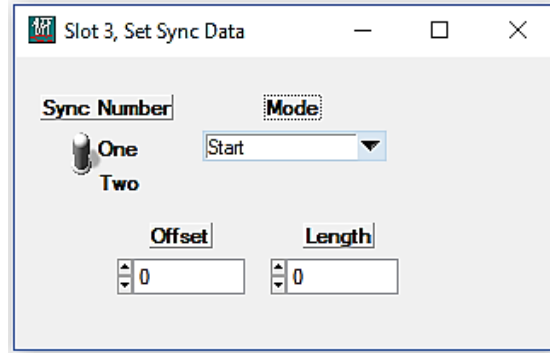 Slot 3, Set Sync Data
Sync Number
Mode
One
Start
Two
Offset
Length
0
0